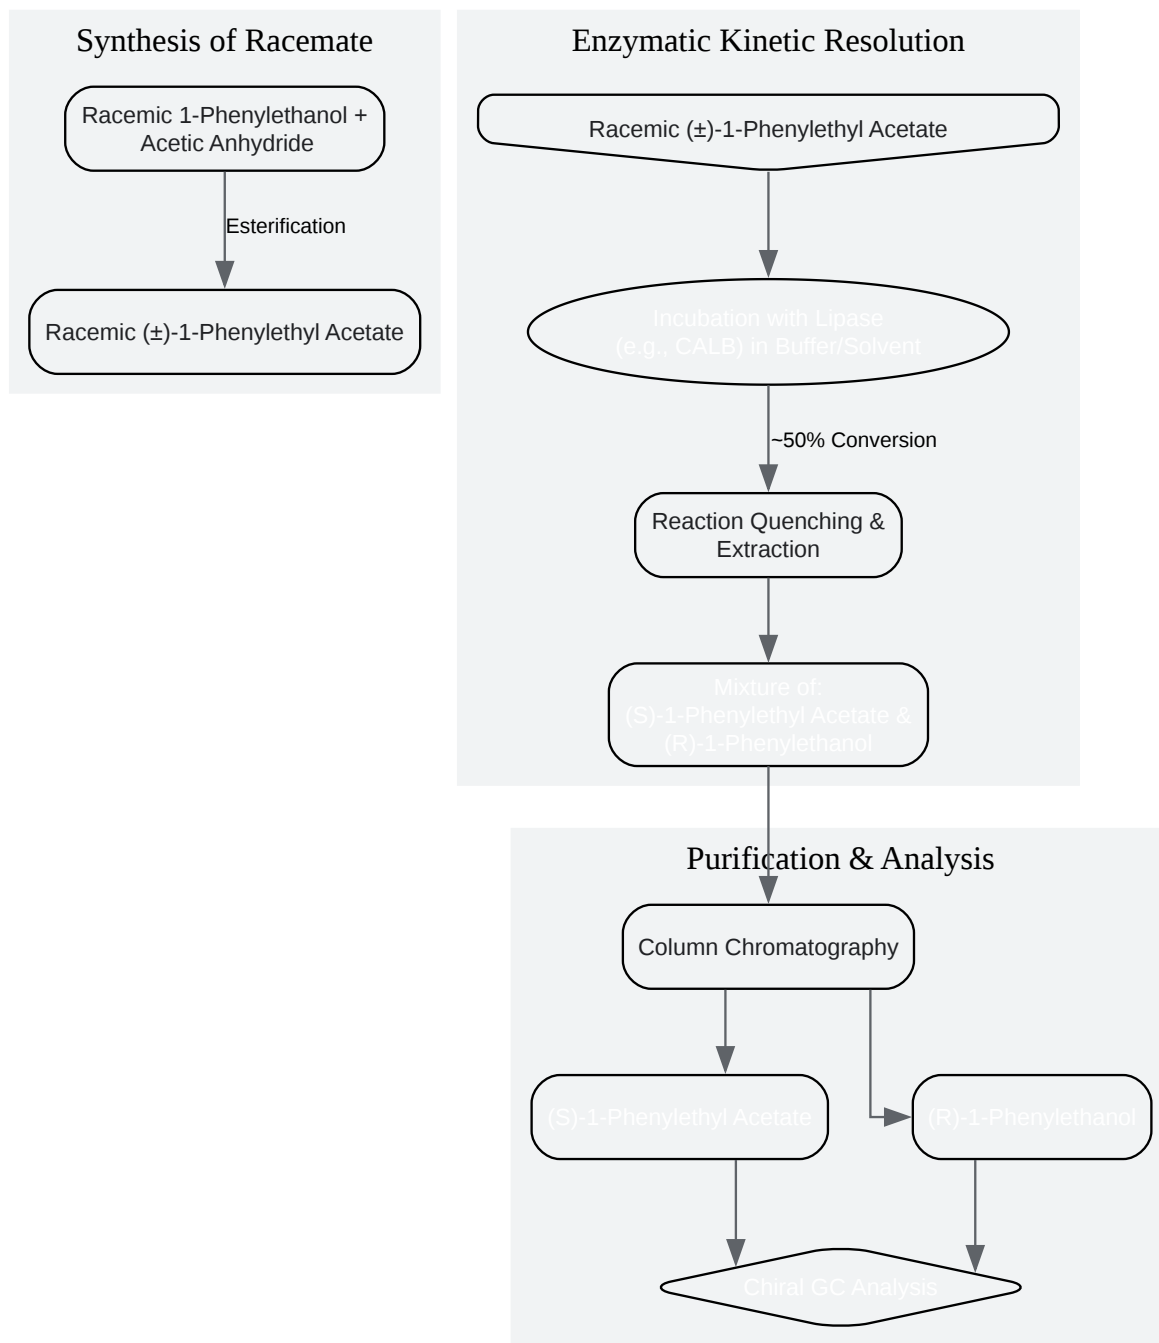 Synthesis of Racemate
Racemic 1-Phenylethanol +
Acetic Anhydride
Esterification
Racemic (±)-1-Phenylethyl Acetate
Enzymatic Kinetic Resolution
Racemic (±)-1-Phenylethyl Acetate
Incubation with Lipase
(e.g., CALB) in Buffer/Solvent
~50% Conversion
Reaction Quenching &
Extraction
Mixture of:
(S)-1-Phenylethyl Acetate &
(R)-1-Phenylethanol
Purification & Analysis
Column Chromatography
(S)-1-Phenylethyl Acetate
(R)-1-Phenylethanol
Chiral GC Analysis